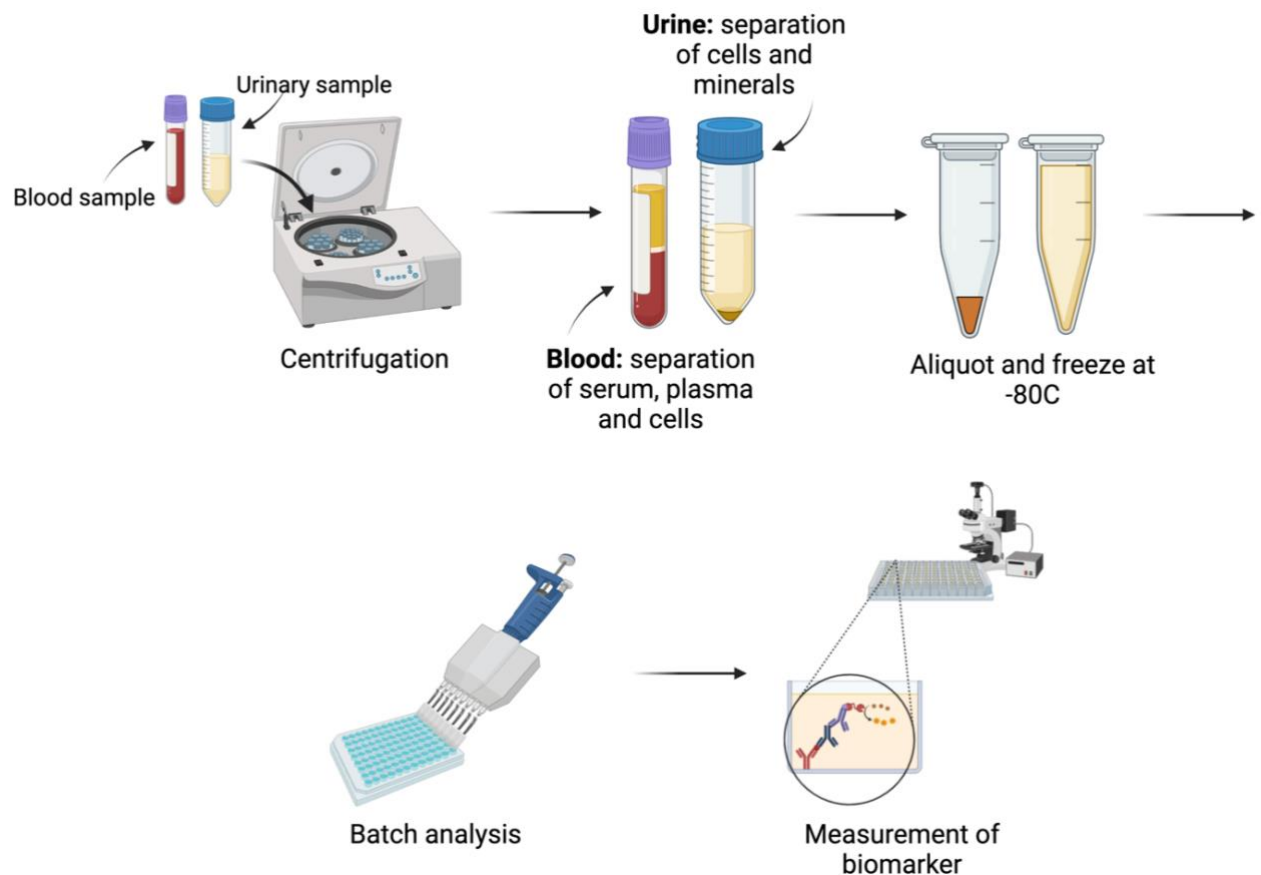 Urine: separation
of cells and
minerals
Urinary sample
Blood sample
Centrifugation
Blood: separation
of serum, plasma
and cells
Aliquot and freeze at
-80C
Batch analysis
Measurement of
biomarker